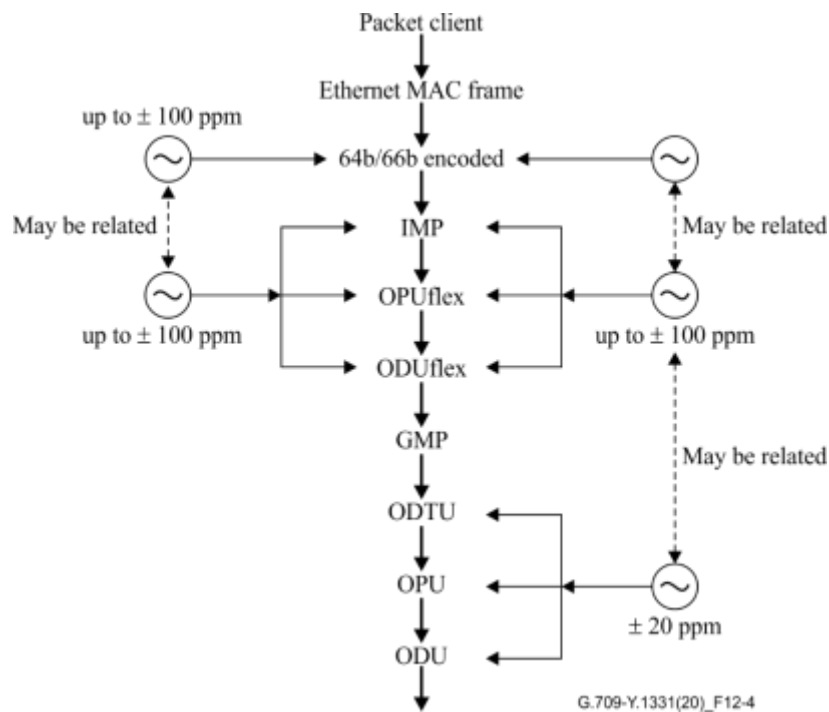 Packet client
Ethernet MAC frame
up to ± 100 ppm
64b/66b encoded
May be related
IMP
May be related
OPUflex
up to ± 100 ppm
up to ± 100 ppm
ODUflex
GMP
May be related
ODTU
OPU
± 20 ppm
ODU
G.709-Y.1331(20)_F12-4